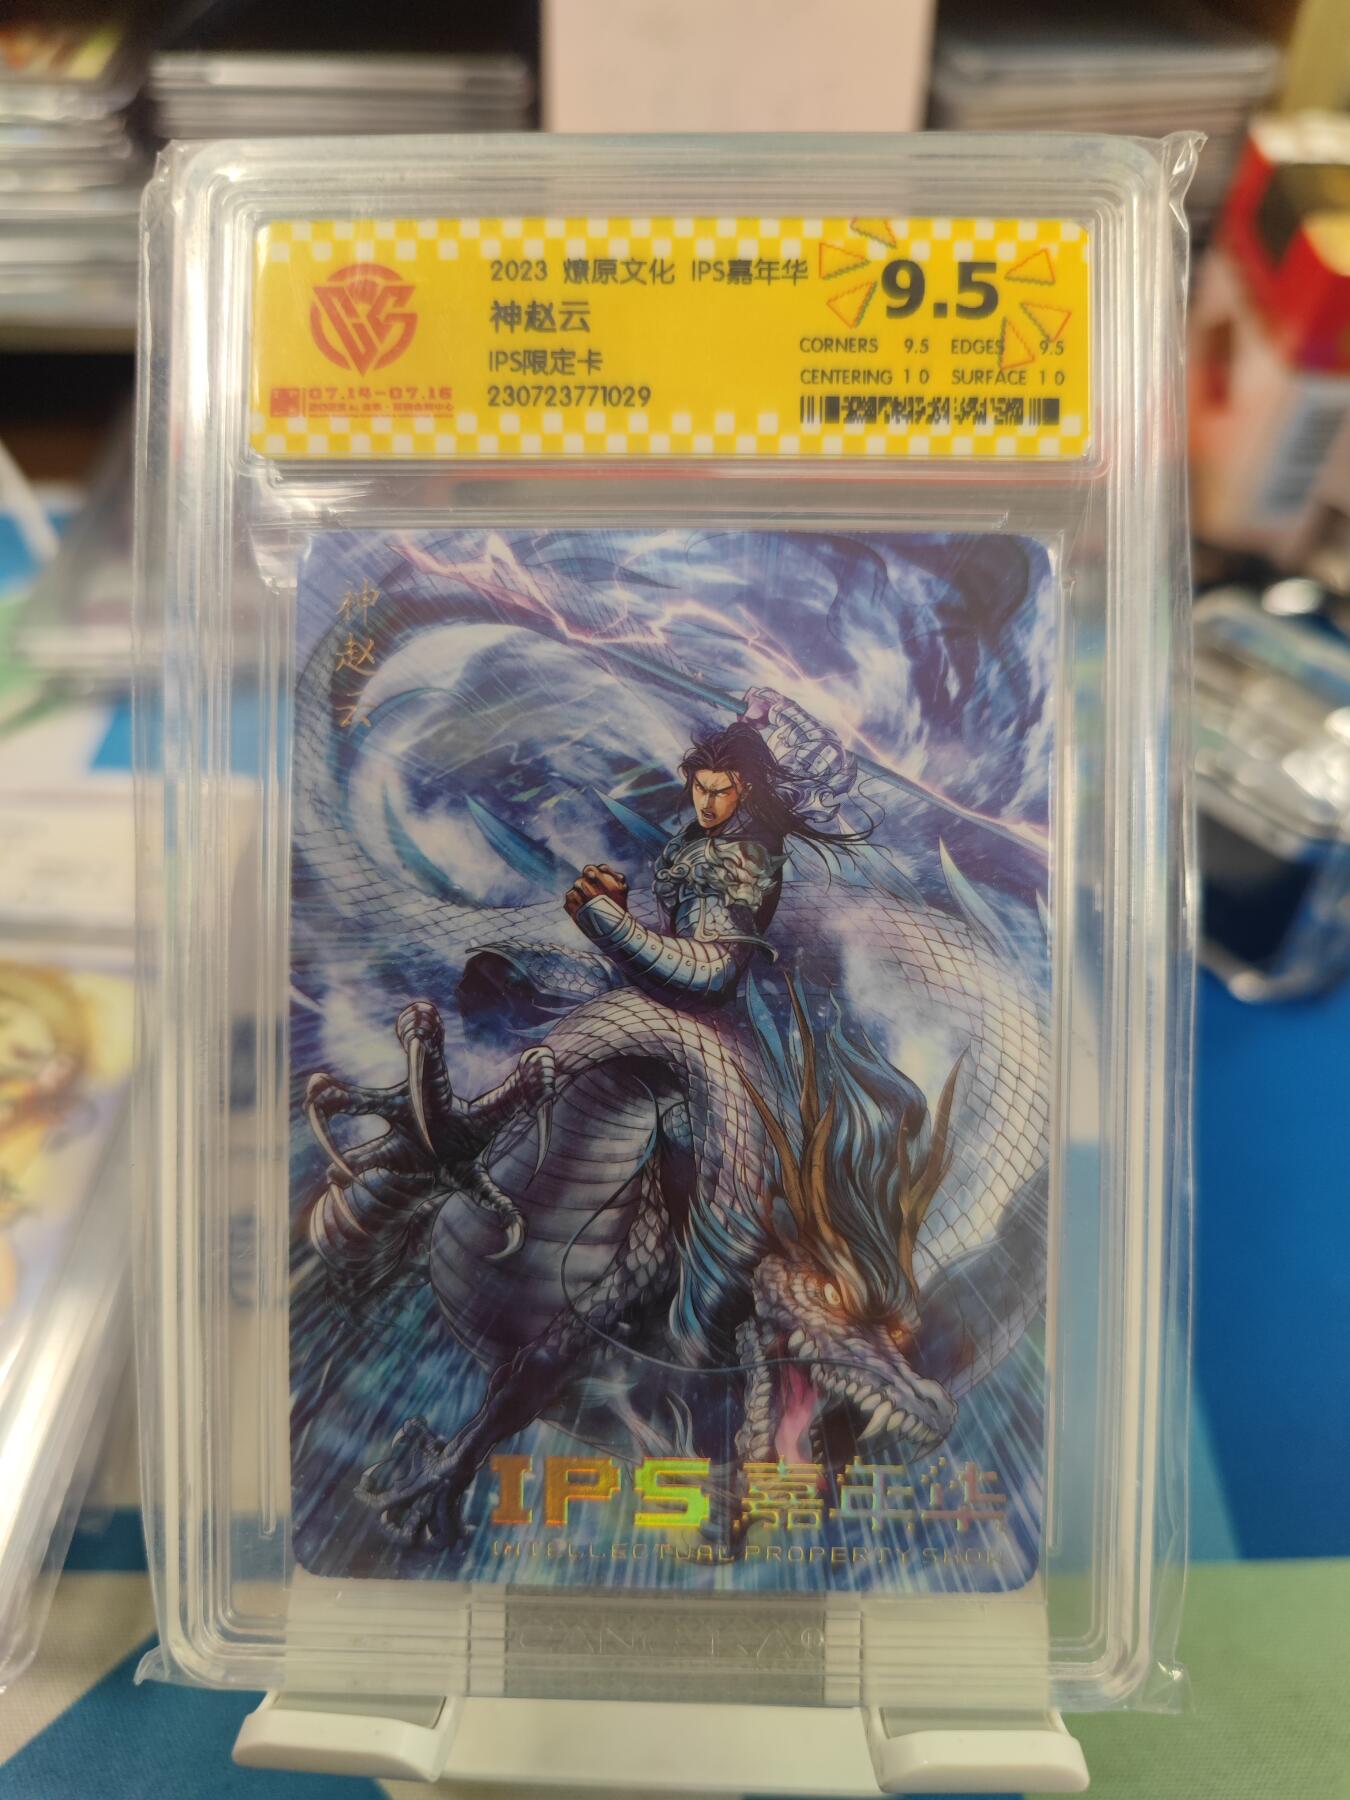 2023 燎原文化 IPS嘉年华
神赵云
IPS限定卡
230723771029
07.14-07.16
9.5
CORNERS 9.5 EDGES 9.5
CENTERING 10 SURFACE 10
神赵云
IPS嘉年华
INTELLECTUAL PROPERTY SHOW